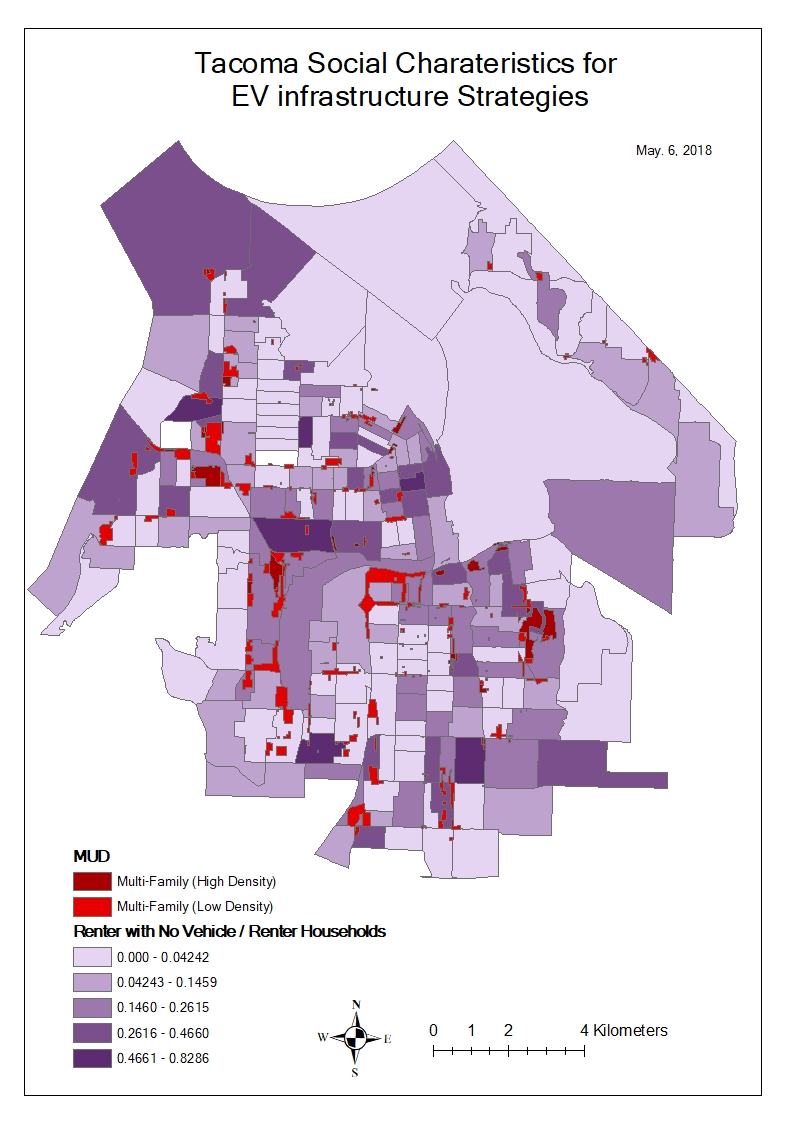 Tacoma Social Charateristics for
EV infrastructure Strategies
May. 6, 2018
MUD
Multi-Family (High Density)
Multi-Family (Low Density)
Renter with No Vehicle / Renter Households
0.000 - 0.04242
0.04243 - 0.1459
0.1460 - 0.2615
0.2616 - 0.4660
0.4661 - 0.8286
N
W E
S
0 1 2 4 Kilometers